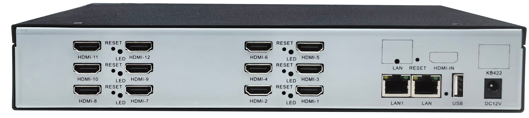 RESET
HDMI-11 LED HDMI-12
RESET
HDMI-10 LED HDMI-9
RESET
HDMI-8 LED HDMI-7
RESET
HDMI-6 LED HDMI-5
RESET
HDMI-4 LED HDMI-3
RESET
HDMI-2 LED HDMI-1
LAN RESET HDMI-IN
KB422
LAN1 LAN USB DC12V